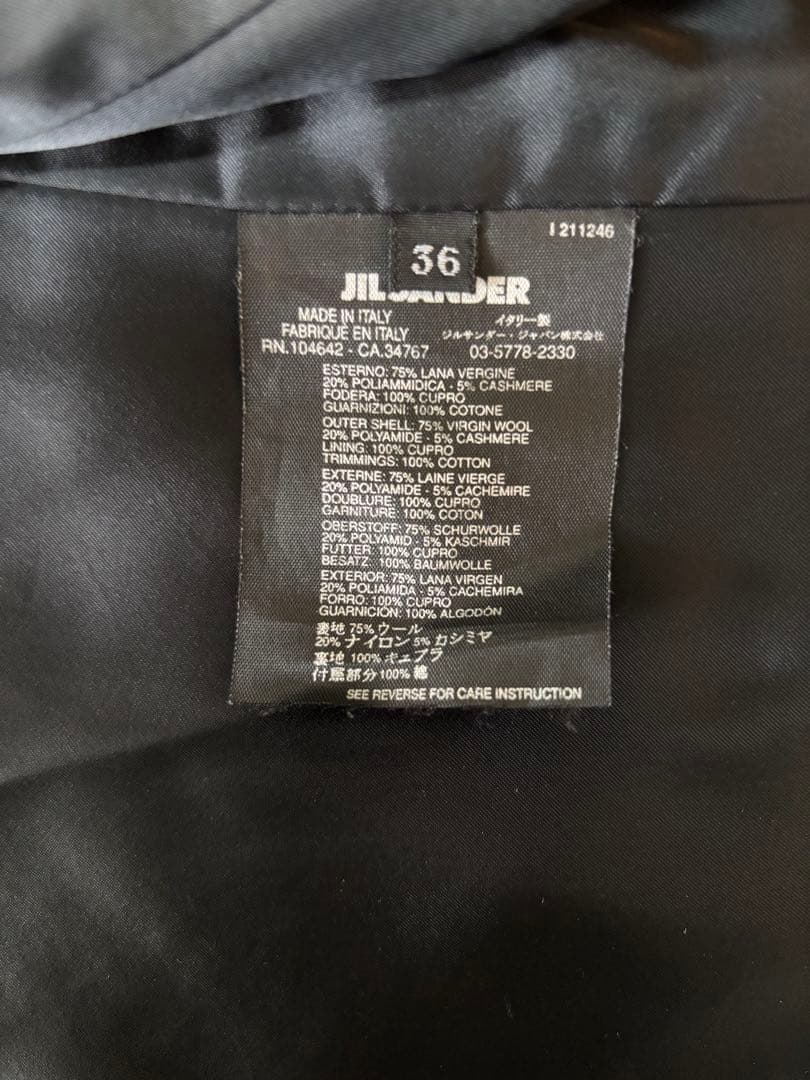 I 211246
36
JIL SANDER
MADE IN ITALY
FABRIQUE EN ITALY
RN.104642 - CA.34767
イタリー製
ジルサンダー・ジャパン株式会社
03-5778-2330
ESTERNO: 75% LANA VERGINE
20% POLIAMMIDICA - 5% CASHMERE
FODERA: 100% CUPRO
GUARNIZIONI: 100% COTONE
OUTER SHELL: 75% VIRGIN WOOL
20% POLYAMIDE - 5% CASHMERE
LINING: 100% CUPRO
TRIMMINGS: 100% COTTON
EXTERNE: 75% LAINE VIERGE
20% POLYAMIDE - 5% CACHEMIRE
DOUBLURE: 100% CUPRO
GARNITURE: 100% COTON
OBERSTOFF: 75% SCHURWOLLE
20% POLYAMID - 5% KASCHMIR
FUTTER: 100% CUPRO
BESATZ: 100% BAUMWOLLE
EXTERIOR: 75% LANA VIRGEN
20% POLIAMIDA - 5% CACHEMIRA
FORRO: 100% CUPRO
GUARNICIÓN: 100% ALGODÓN
75% ウール
20% ナイロン 5% カシミヤ
裏地 100% キュプラ
付属部分 100% 綿
SEE REVERSE FOR CARE INSTRUCTION